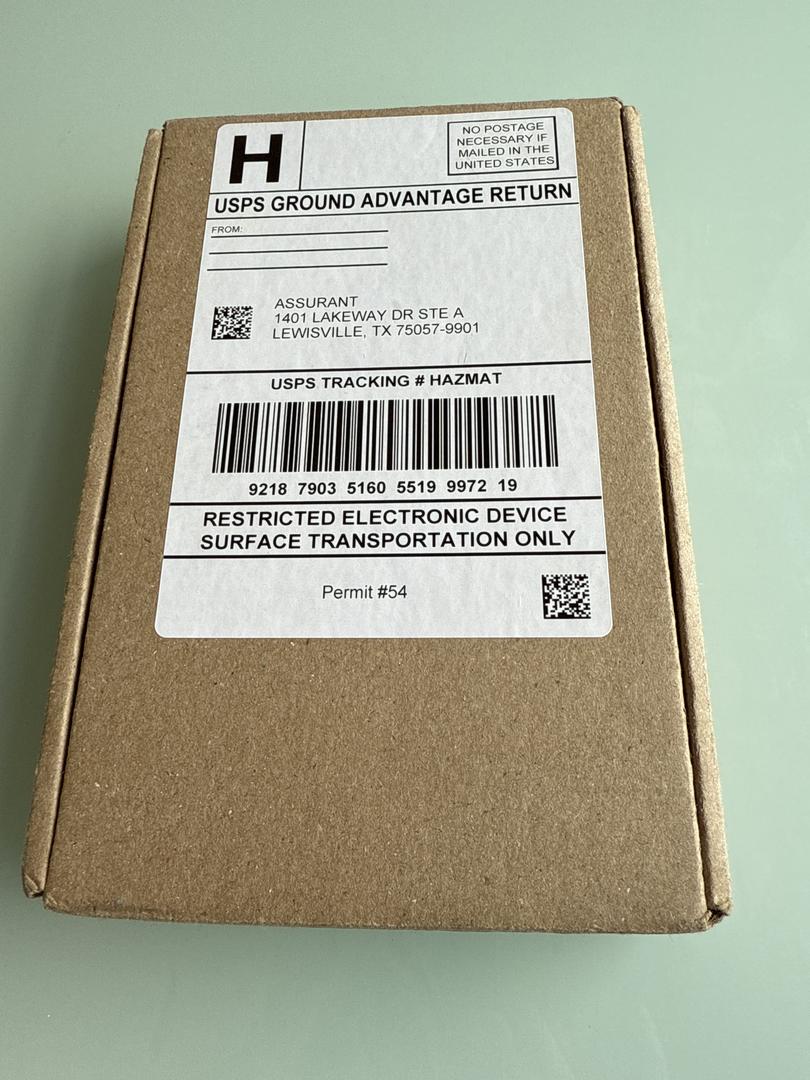 H
NO POSTAGE
NECESSARY IF
MAILED IN THE
UNITED STATES
USPS GROUND ADVANTAGE RETURN
FROM:
ASSURANT
1401 LAKEWAY DR STE A
LEWISVILLE, TX 75057-9901
USPS TRACKING # HAZMAT
9218 7903 5160 5519 9972 19
RESTRICTED ELECTRONIC DEVICE
SURFACE TRANSPORTATION ONLY
Permit #54